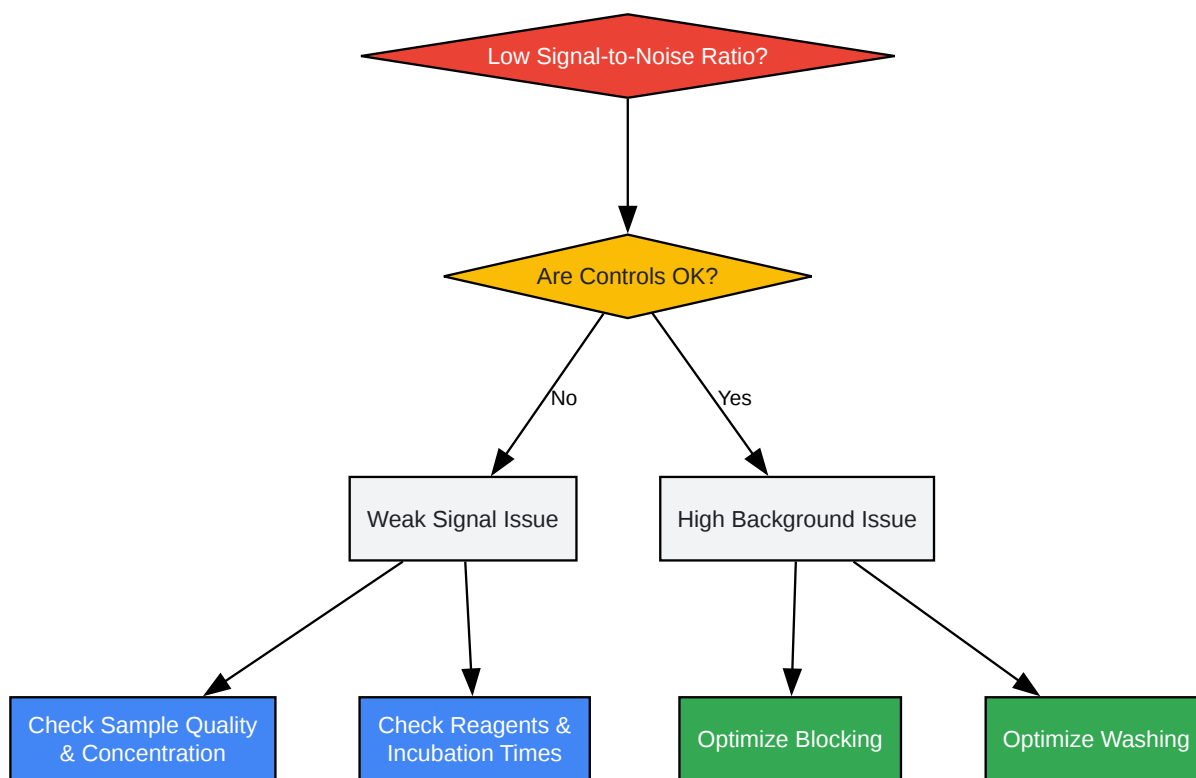 Low Signal-to-Noise Ratio?
Are Controls OK?
No
Yes
Weak Signal Issue
High Background Issue
Check Sample Quality
& Concentration
Check Reagents &
Incubation Times
Optimize Blocking
Optimize Washing